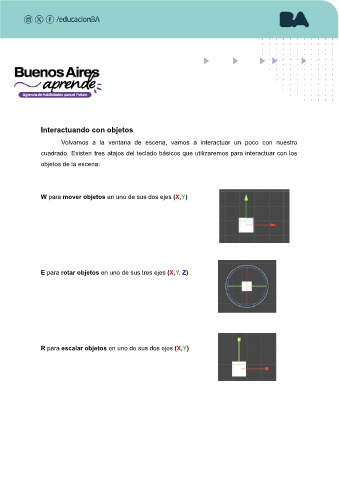 /educacionBA
BA
Buenos Aires
aprende
Agencia de Habilidades para el Futuro
Interactuando con objetos
Volvamos a la ventana de escena, vamos a interactuar un poco con nuestro
cuadrado. Existen tres atajos del teclado básicos que utilizaremos para interactuar con los
objetos de la escena:
W para mover objetos en uno de sus dos ejes (X,Y)
E para rotar objetos en uno de sus tres ejes (X,Y, Z)
R para escalar objetos en uno de sus dos ejes (X,Y)